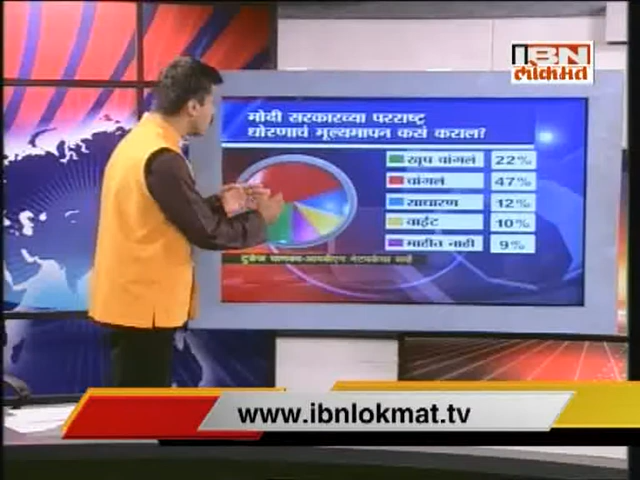 IBN
लोकमत
मोदी सरकारच्या परराष्ट्र
धोरणाचं मूल्यमापन कसं कराल?
खूप चांगलं 22%
चांगलं 47%
साधारण 12%
वाईट 10%
माहीत नाही 9%
www.ibnlokmat.tv